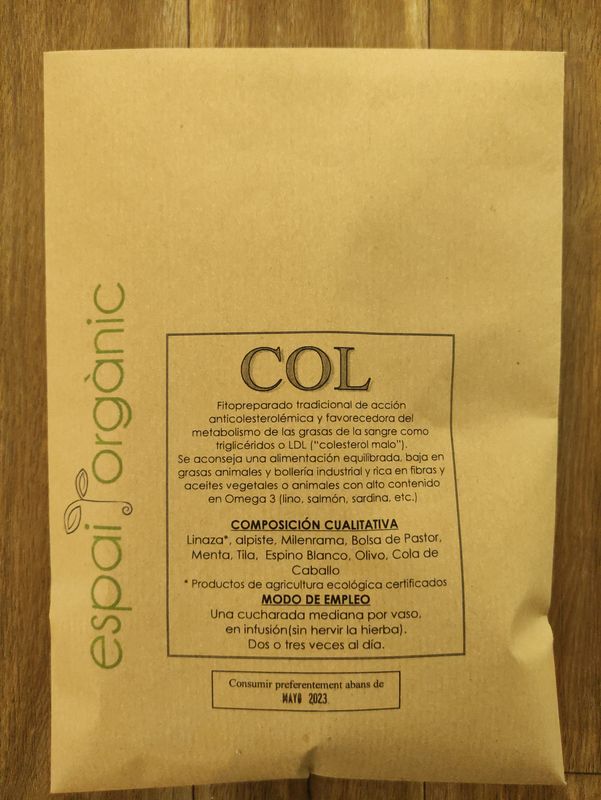 espai orgànic
COL
Fitopreparado tradicional de acción
anticolesterolémica y favorecedora del
metabolismo de las grasas de la sangre como
triglicéridos o LDL ("colesterol malo").
Se aconseja una alimentación equilibrada, baja en
grasas animales y bollería industrial y rica en fibras y
aceites vegetales o animales con alto contenido
en Omega 3 (lino, salmón, sardina, etc.)
COMPOSICIÓN CUALITATIVA
Linaza*, alpiste, Milenrama, Bolsa de Pastor,
Menta, Tila, Espino Blanco, Olivo, Cola de
Caballo
* Productos de agricultura ecológica certificados
MODO DE EMPLEO
Una cucharada mediana por vaso,
en infusión(sin hervir la hierba).
Dos o tres veces al día.
Consumir preferentement abans de
MAYO 2023